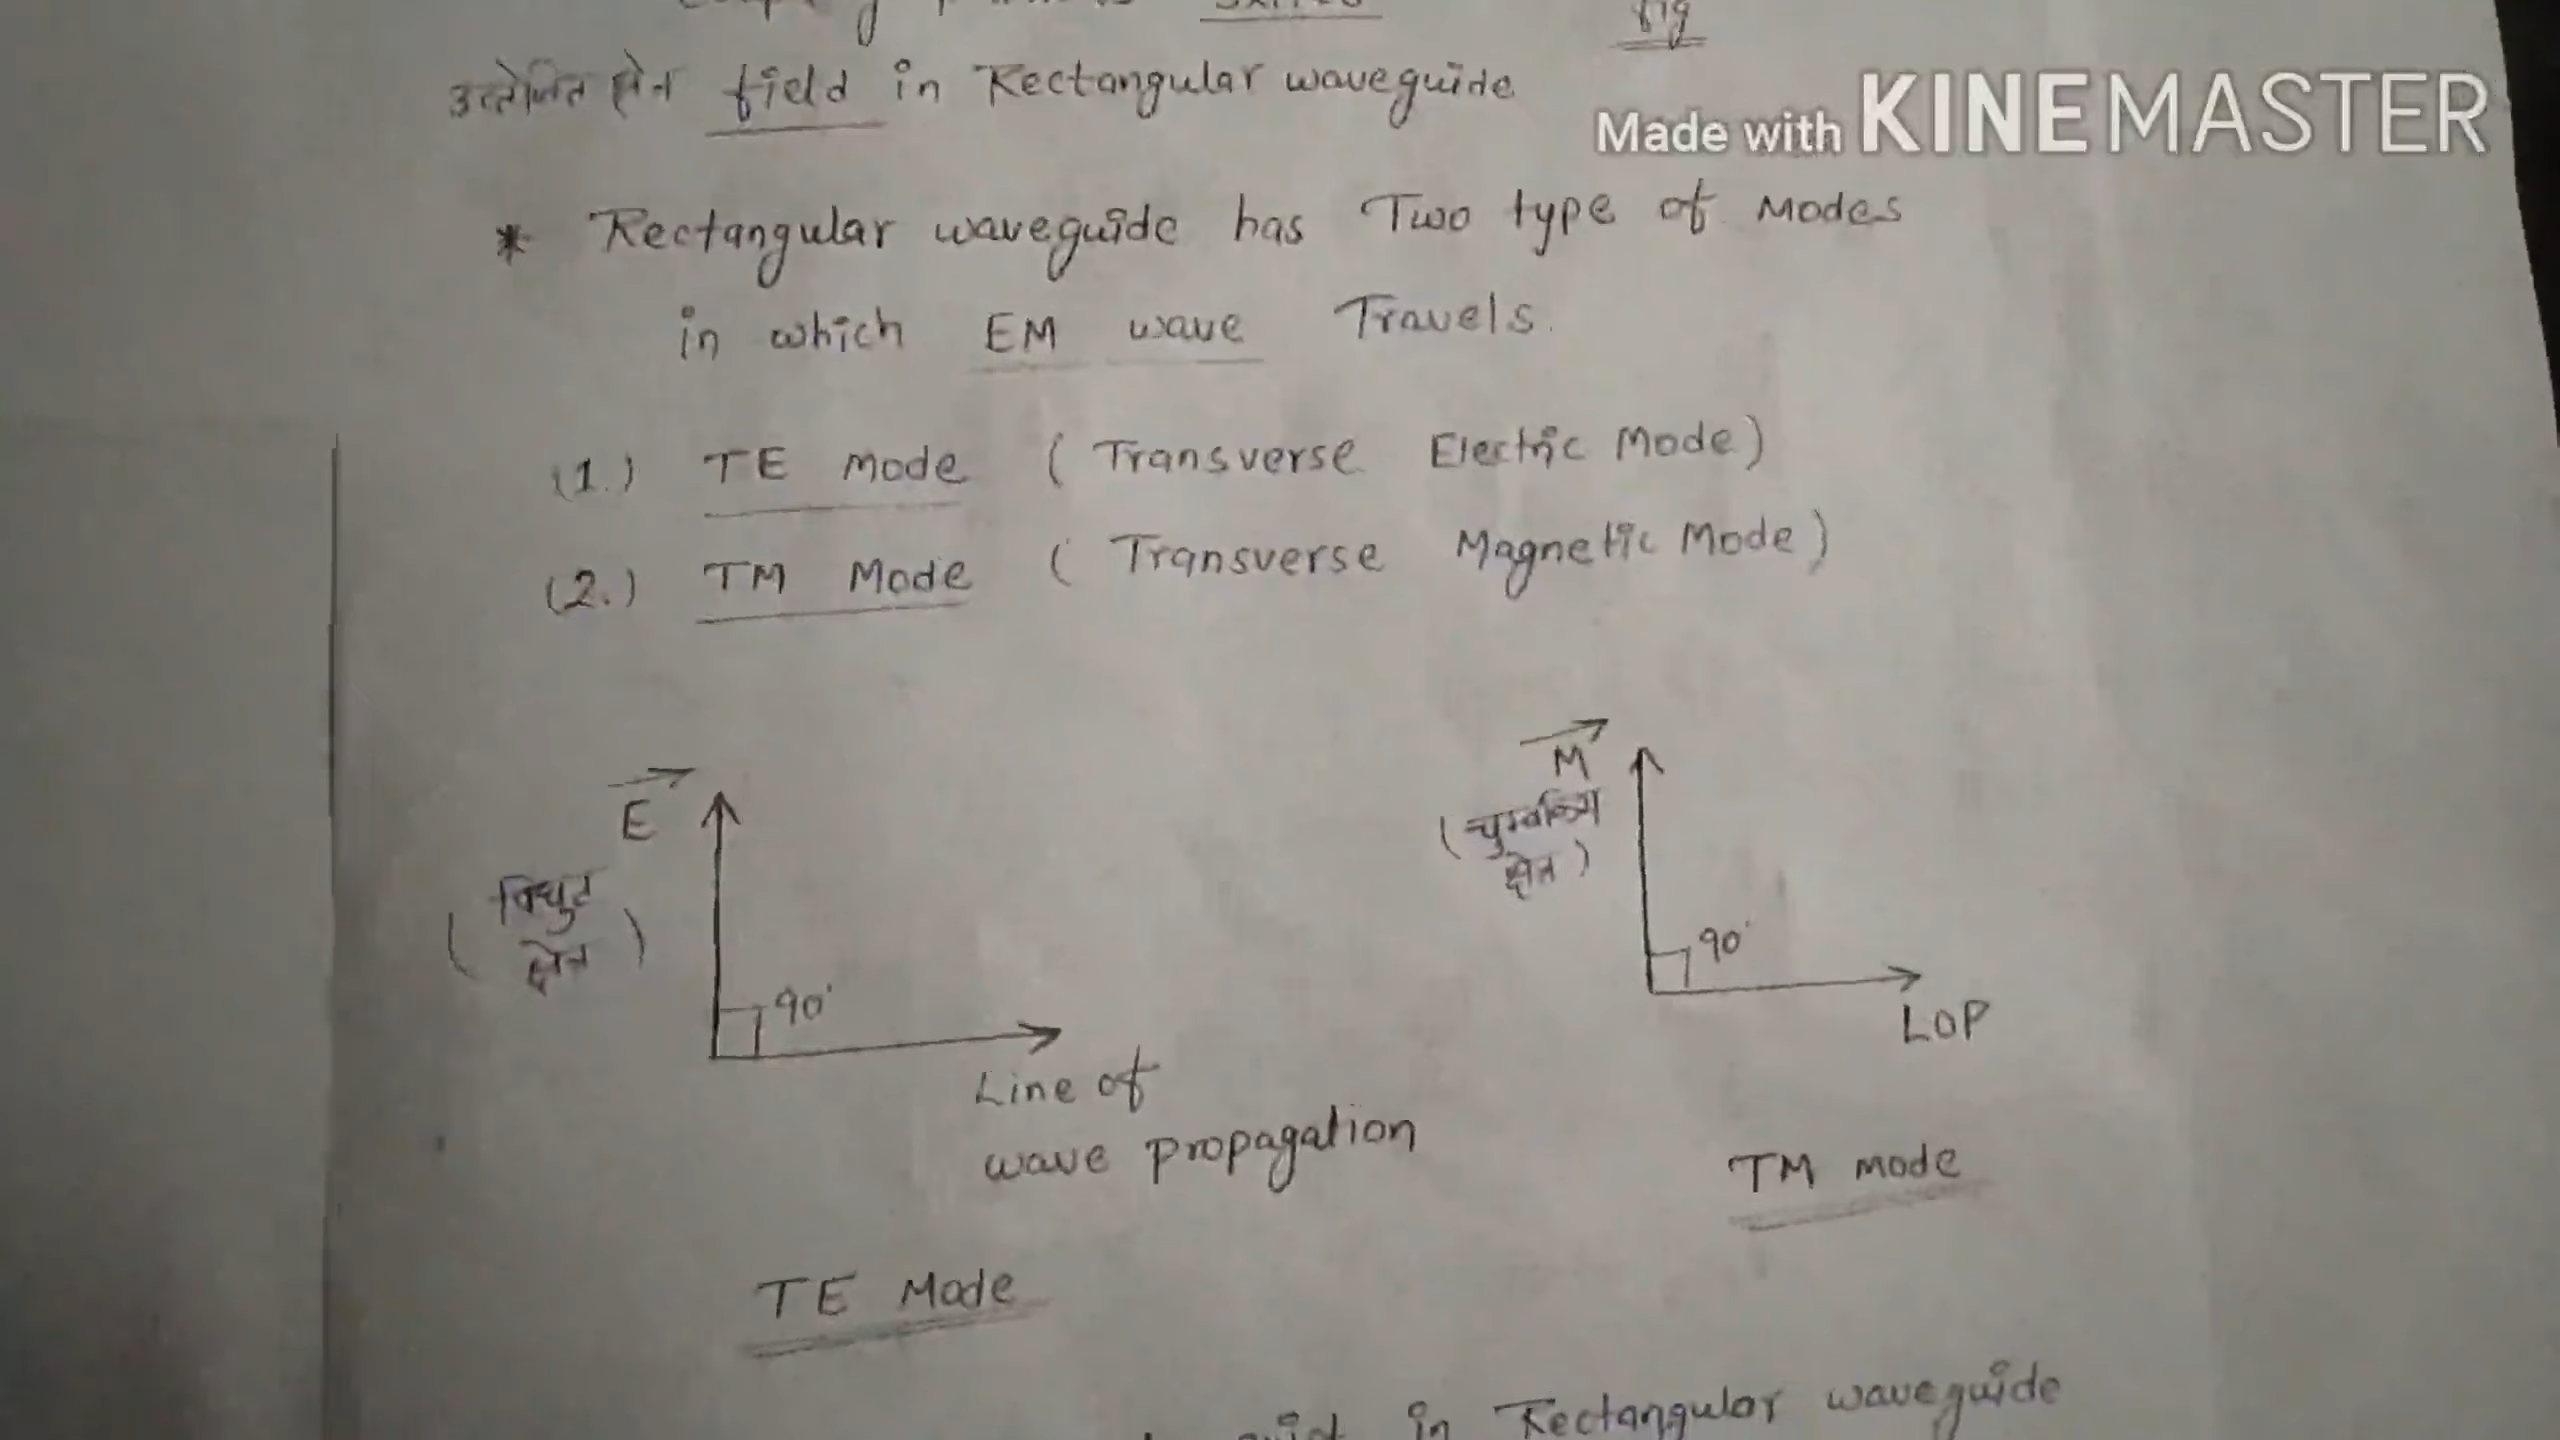 उत्तेजित क्षेत्र field in Rectangular waveguide
Made with KINEMASTER
* Rectangular waveguide has Two type of Modes
in which EM wave Travels.
(1.) TE Mode (Transverse Electric Mode)
(2.) TM Mode (Transverse Magnetic Mode)
E
(विधुत
क्षेत्र)
90°
Line of
wave propagation
TE Mode
M
(चुम्बकिय
क्षेत्र)
90°
LOP
TM mode
in Rectangular waveguide